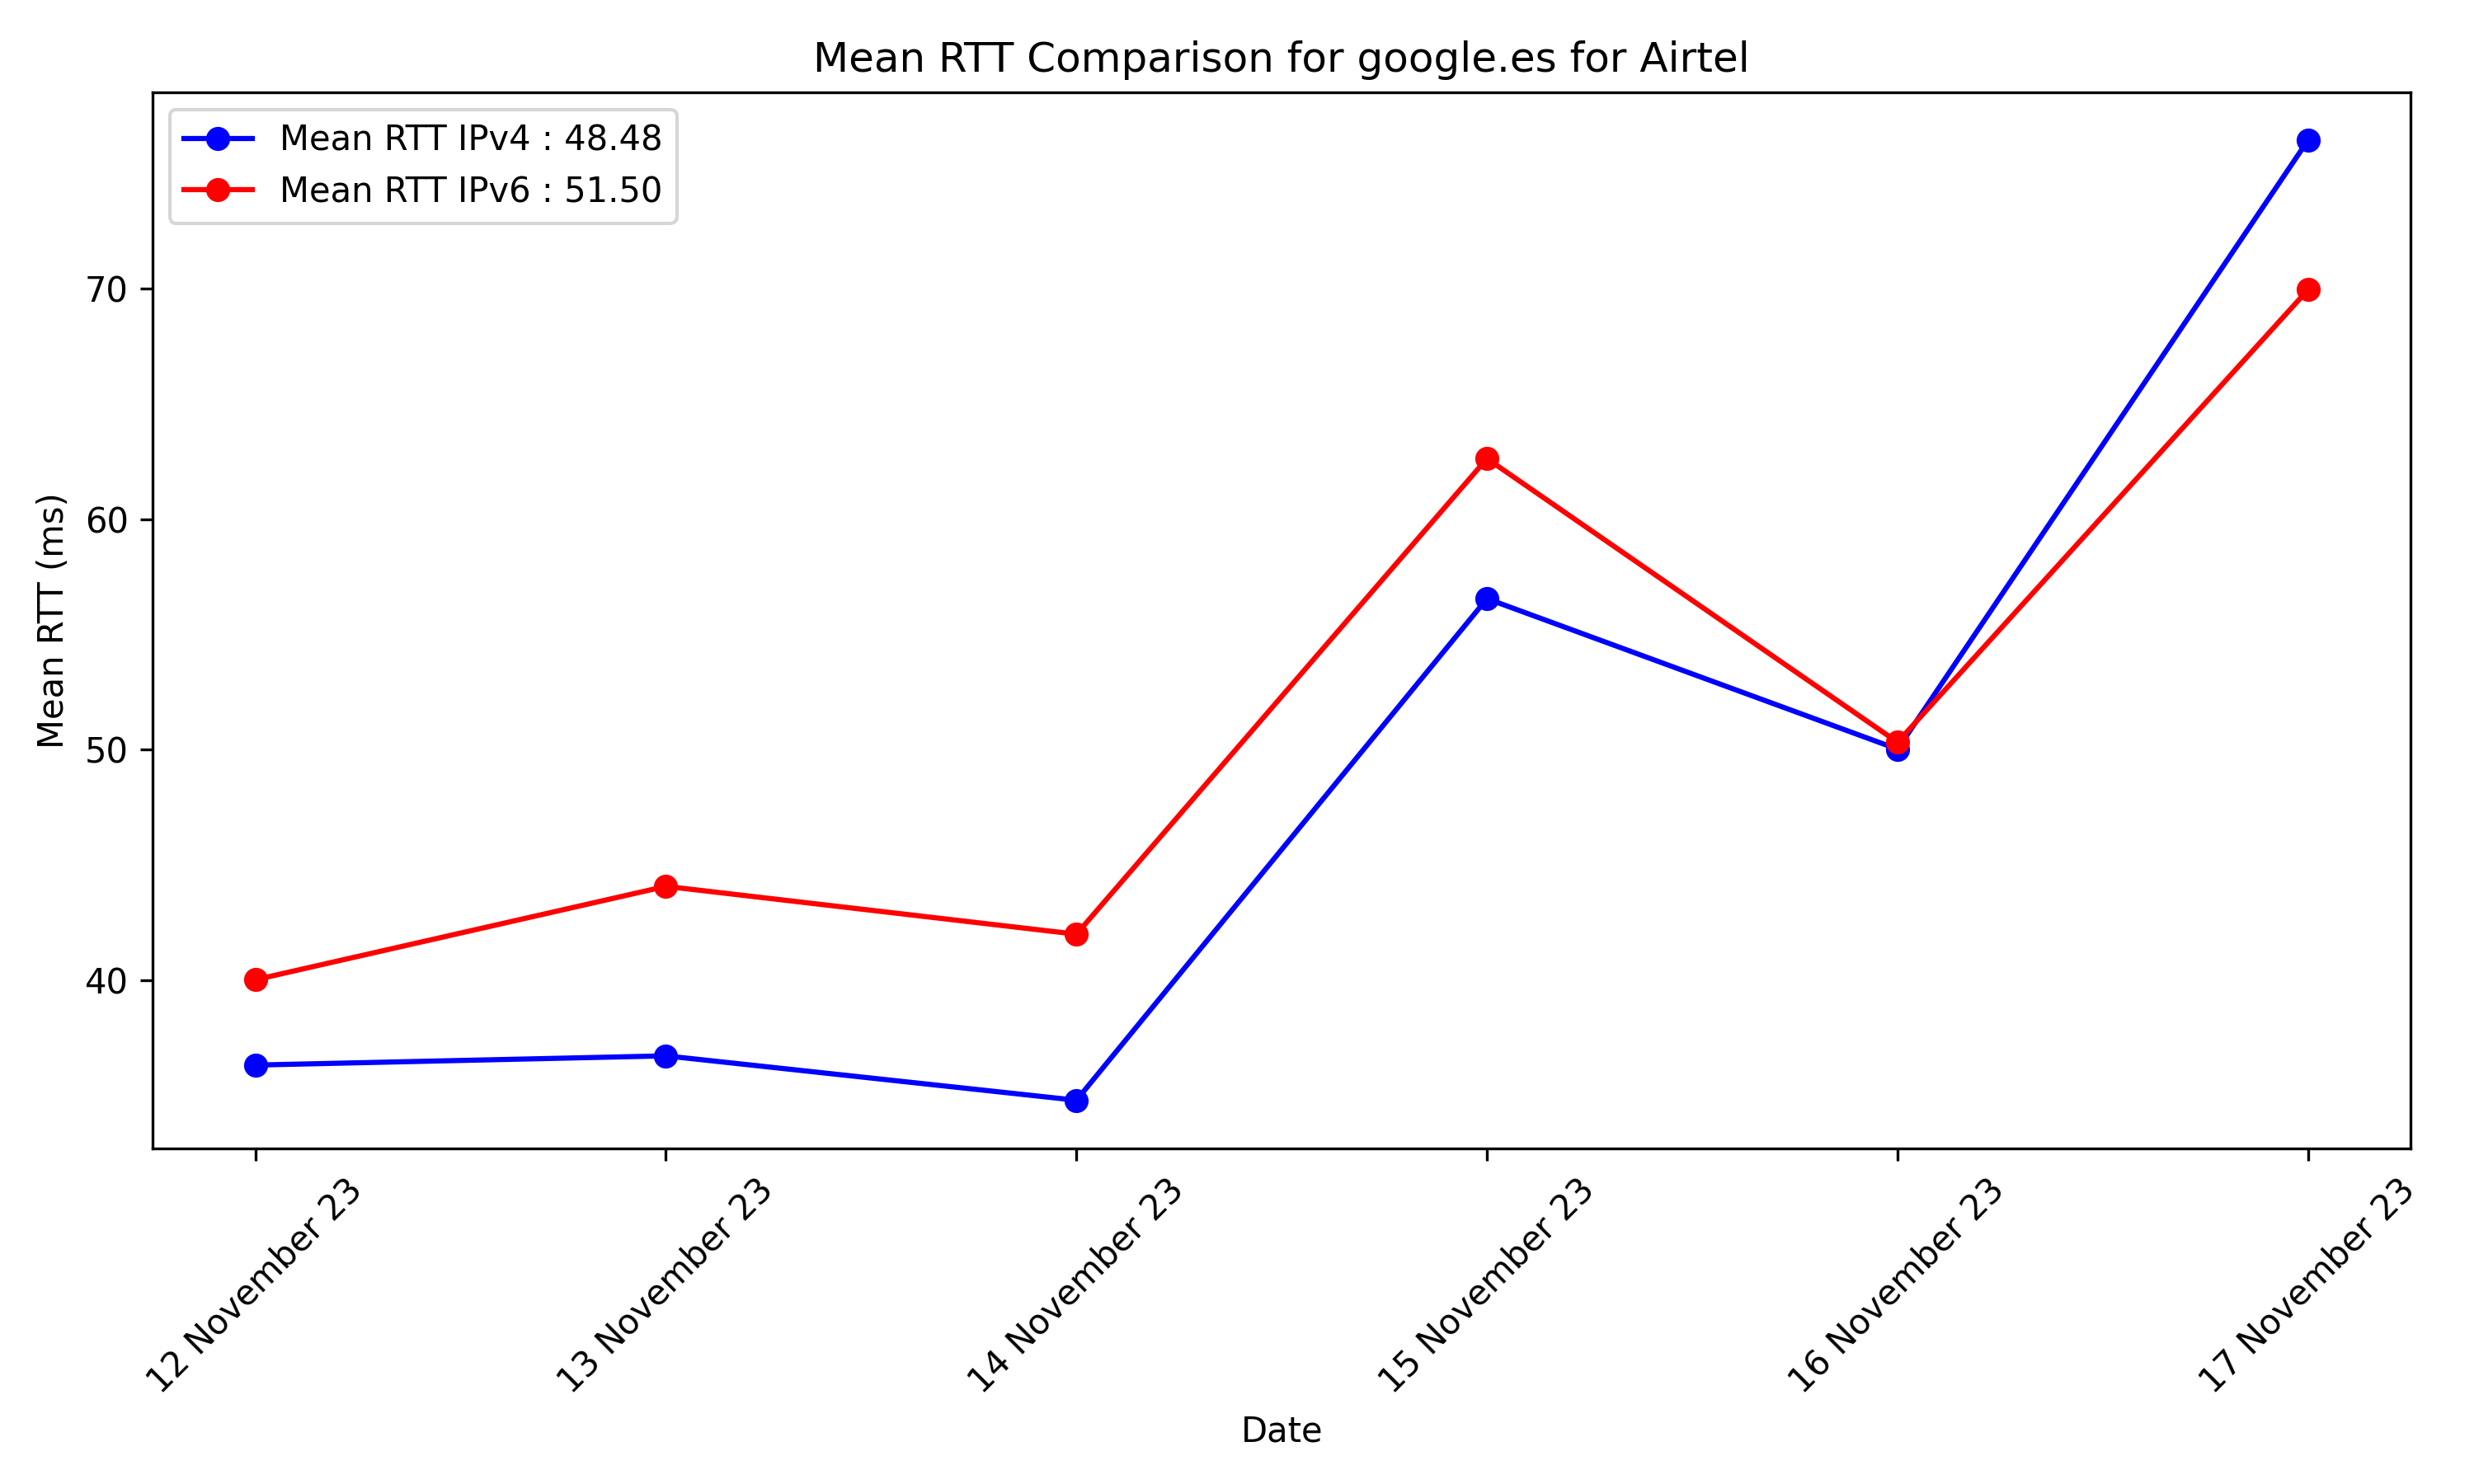 Mean RTT Comparison for google.es for Airtel
Mean RTT IPv4 : 48.48
Mean RTT IPv6 : 51.50
Mean RTT (ms)
70
60
50
40
12 November 23
13 November 23
14 November 23
15 November 23
16 November 23
17 November 23
Date